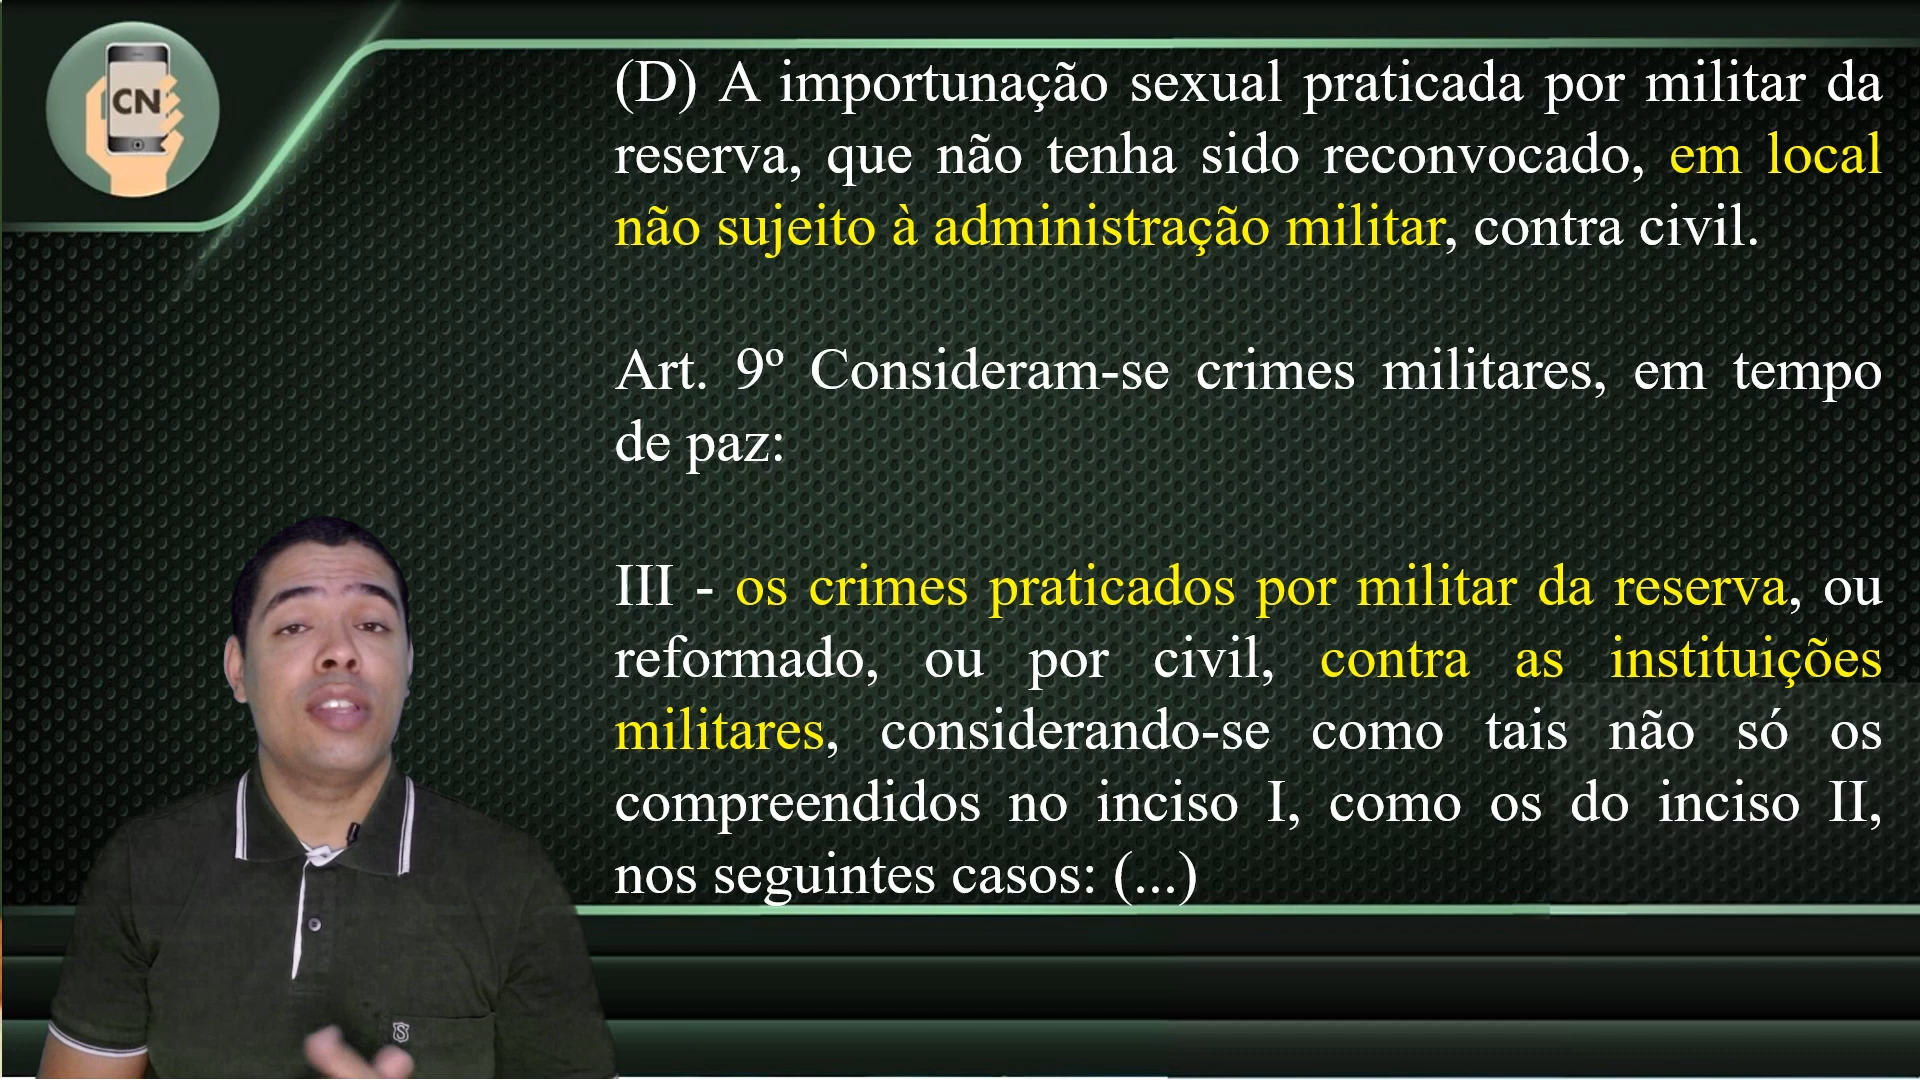 CN
(D) A importunação sexual praticada por militar da
reserva, que não tenha sido reconvocado, em local
não sujeito à administração militar, contra civil.
Art. 9º Consideram-se crimes militares, em tempo
de paz:
III - os crimes praticados por militar da reserva, ou
reformado, ou por civil, contra as instituições
militares, considerando-se como tais não só os
compreendidos no inciso I, como os do inciso II,
nos seguintes casos: (...)